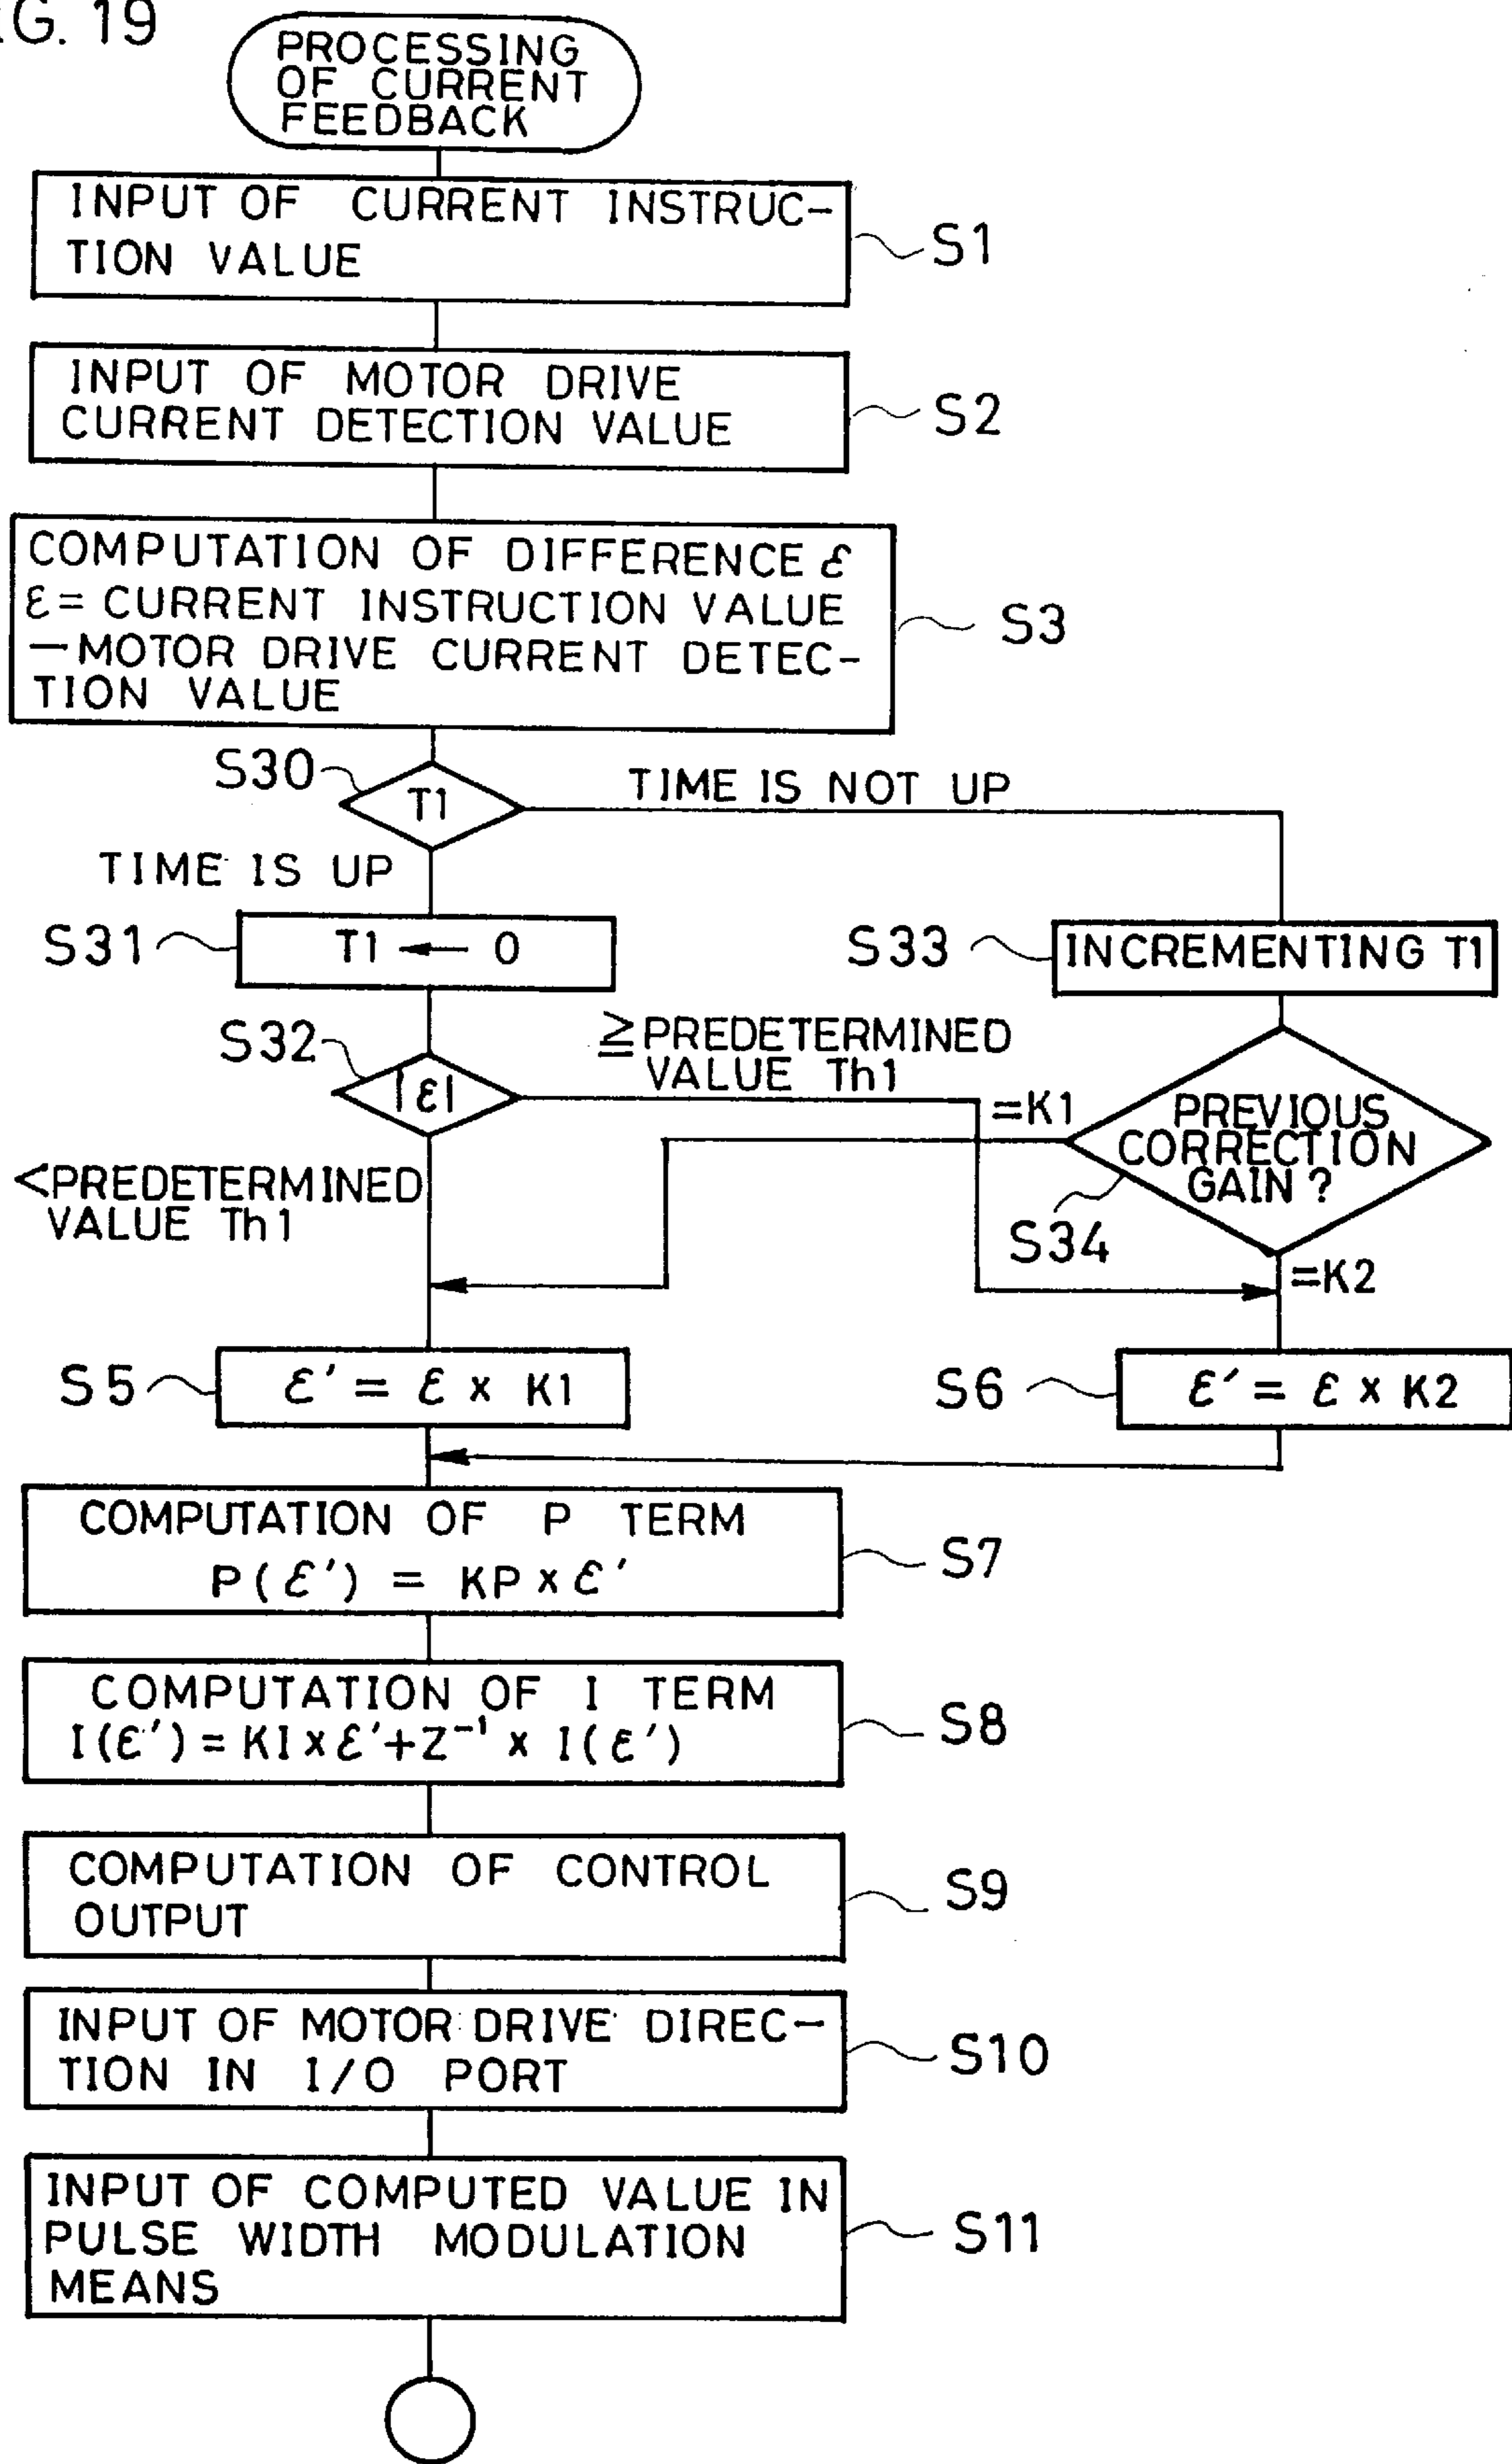 G. 19
PROCESSING
OF CURRENT
FEEDBACK
INPUT OF CURRENT INSTRUC-
TION VALUE
S1
INPUT OF MOTOR DRIVE
CURRENT DETECTION VALUE
S2
COMPUTATION OF DIFFERENCE ε
ε = CURRENT INSTRUCTION VALUE
— MOTOR DRIVE CURRENT DETEC-
TION VALUE
S3
S30
T1
TIME IS NOT UP
TIME IS UP
S31
T1 ← 0
S33
INCREMENTING T1
S32
|ε|
≧ PREDETERMINED
VALUE Th1
=K1
PREVIOUS
CORRECTION
GAIN ?
S34
<PREDETERMINED
VALUE Th1
=K2
S5
ε' = ε x K1
S6
ε' = ε x K2
COMPUTATION OF P TERM
P(ε') = KP x ε'
S7
COMPUTATION OF I TERM
I(ε') = KI x ε' + Z⁻¹ x I(ε')
S8
COMPUTATION OF CONTROL
OUTPUT
S9
INPUT OF MOTOR DRIVE DIREC-
TION IN I/O PORT
S10
INPUT OF COMPUTED VALUE IN
PULSE WIDTH MODULATION
MEANS
S11